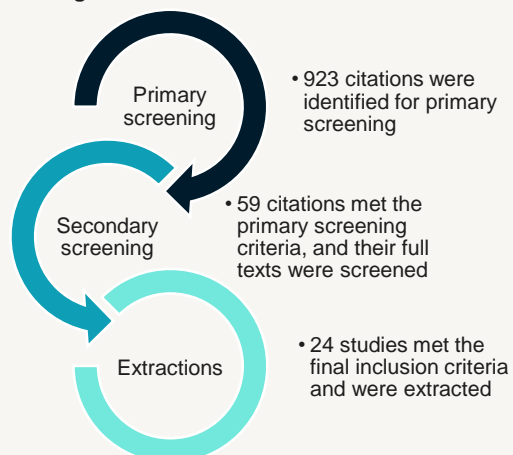 Primary
screening
• 923 citations were
identified for primary
screening
Secondary
screening
• 59 citations met the
primary screening
criteria, and their full
texts were screened
Extractions
• 24 studies met the
final inclusion criteria
and were extracted